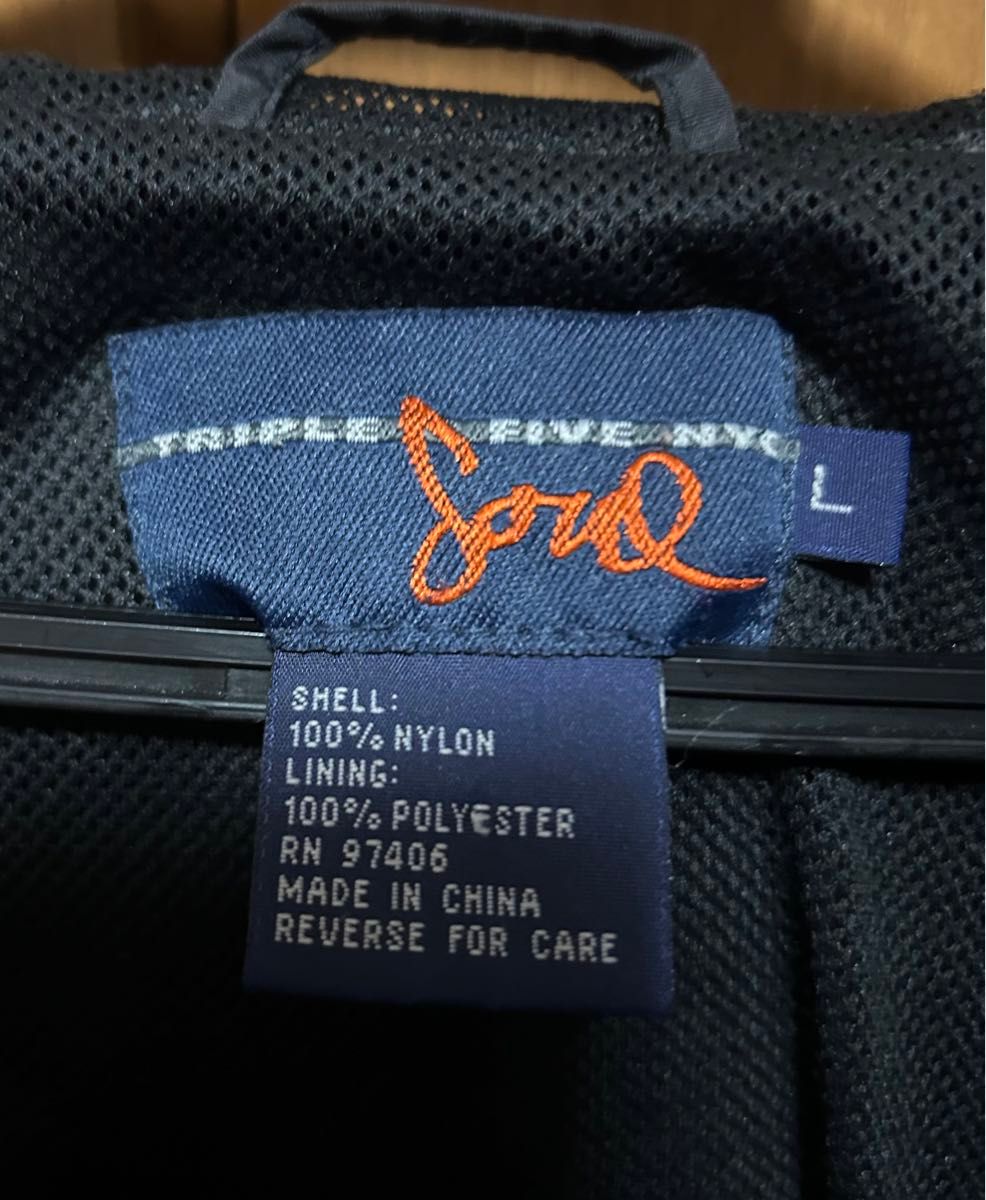 TRIPLE FIVE NYC
Soul
L
SHELL:
100% NYLON
LINING:
100% POLYESTER
RN 97406
MADE IN CHINA
REVERSE FOR CARE